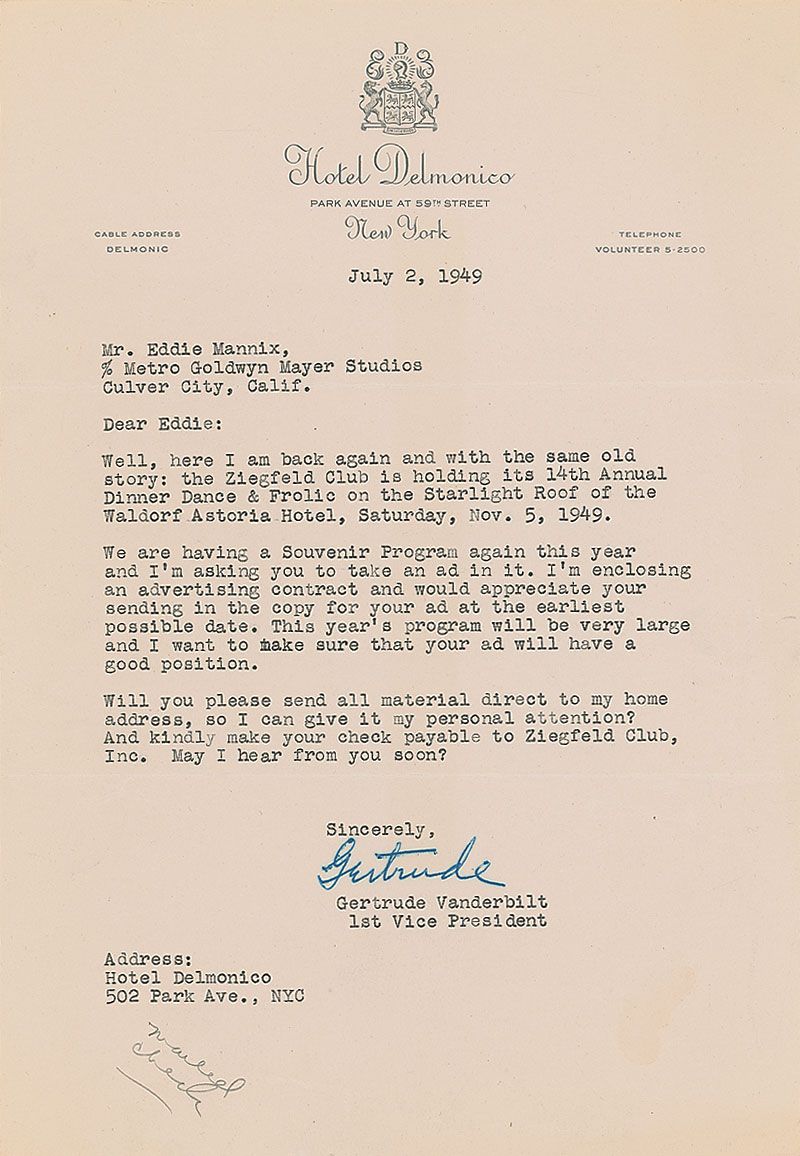 D
Hotel Delmonico
PARK AVENUE AT 59TH STREET
New York
CABLE ADDRESS
DELMONIC
TELEPHONE
VOLUNTEER 5-2500
July 2, 1949
Mr. Eddie Mannix,
% Metro Goldwyn Mayer Studios
Culver City, Calif.
Dear Eddie:
Well, here I am back again and with the same old
story: the Ziegfeld Club is holding its 14th Annual
Dinner Dance & Frolic on the Starlight Roof of the
Waldorf Astoria Hotel, Saturday, Nov. 5, 1949.
We are having a Souvenir Program again this year
and I'm asking you to take an ad in it. I'm enclosing
an advertising contract and would appreciate your
sending in the copy for your ad at the earliest
possible date. This year's program will be very large
and I want to make sure that your ad will have a
good position.
Will you please send all material direct to my home
address, so I can give it my personal attention?
And kindly make your check payable to Ziegfeld Club,
Inc.  May I hear from you soon?
Sincerely,
Gertrude
Gertrude Vanderbilt
1st Vice President
Address:
Hotel Delmonico
502 Park Ave., NYC
mailed
check